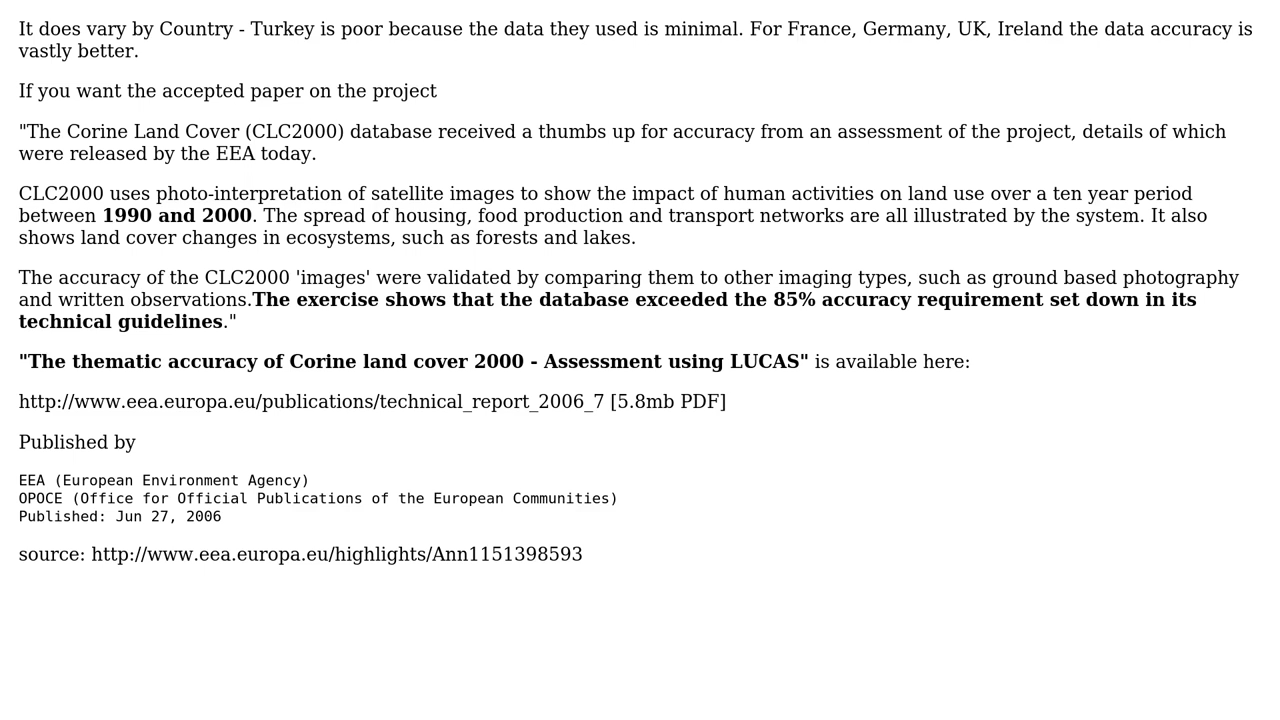 It does vary by Country - Turkey is poor because the data they used is minimal. For France, Germany, UK, Ireland the data accuracy is
vastly better.
If you want the accepted paper on the project
"The Corine Land Cover (CLC2000) database received a thumbs up for accuracy from an assessment of the project, details of which
were released by the EEA today.
CLC2000 uses photo-interpretation of satellite images to show the impact of human activities on land use over a ten year period
between 1990 and 2000. The spread of housing, food production and transport networks are all illustrated by the system. It also
shows land cover changes in ecosystems, such as forests and lakes.
The accuracy of the CLC2000 'images' were validated by comparing them to other imaging types, such as ground based photography
and written observations.The exercise shows that the database exceeded the 85% accuracy requirement set down in its
technical guidelines."
"The thematic accuracy of Corine land cover 2000 - Assessment using LUCAS" is available here:
http://www.eea.europa.eu/publications/technical_report_2006_7 [5.8mb PDF]
Published by
EEA (European Environment Agency)
OPOCE (Office for Official Publications of the European Communities)
Published: Jun 27, 2006
source: http://www.eea.europa.eu/highlights/Ann1151398593